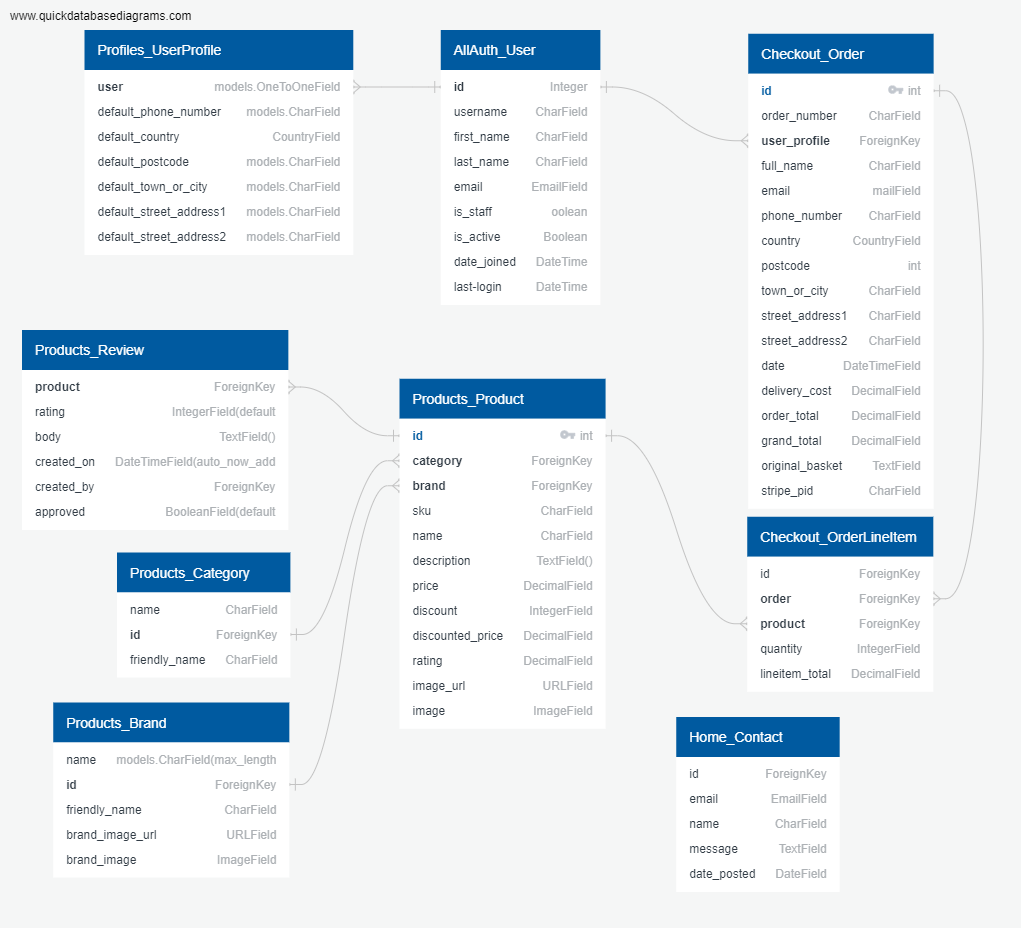 www.quickdatabasediagrams.com
Profiles_UserProfile
user models.OneToOneField
default_phone_number models.CharField
default_country CountryField
default_postcode models.CharField
default_town_or_city models.CharField
default_street_address1 models.CharField
default_street_address2 models.CharField
AllAuth_User
id Integer
username CharField
first_name CharField
last_name CharField
email EmailField
is_staff oolean
is_active Boolean
date_joined DateTime
last-login DateTime
Checkout_Order
id int
order_number CharField
user_profile ForeignKey
full_name CharField
email mailField
phone_number CharField
country CountryField
postcode int
town_or_city CharField
street_address1 CharField
street_address2 CharField
date DateTimeField
delivery_cost DecimalField
order_total DecimalField
grand_total DecimalField
original_basket TextField
stripe_pid CharField
Products_Review
product ForeignKey
rating IntegerField(default
body TextField()
created_on DateTimeField(auto_now_add
created_by ForeignKey
approved BooleanField(default
Products_Product
id int
category ForeignKey
brand ForeignKey
sku CharField
name CharField
description TextField()
price DecimalField
discount IntegerField
discounted_price DecimalField
rating DecimalField
image_url URLField
image ImageField
Checkout_OrderLineItem
id ForeignKey
order ForeignKey
product ForeignKey
quantity IntegerField
lineitem_total DecimalField
Products_Category
name CharField
id ForeignKey
friendly_name CharField
Products_Brand
name models.CharField(max_length
id ForeignKey
friendly_name CharField
brand_image_url URLField
brand_image ImageField
Home_Contact
id ForeignKey
email EmailField
name CharField
message TextField
date_posted DateField